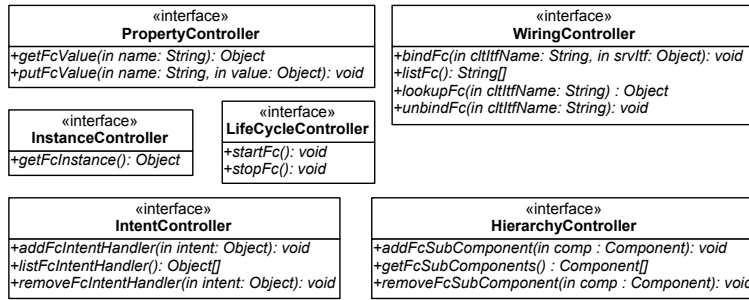 «interface»
PropertyController
+getFcValue(in name: String): Object
+putFcValue(in name: String, in value: Object): void
«interface»
WiringController
+bindFc(in cltItfName: String, in srvItf: Object): void
+listFc(): String[]
+lookupFc(in cltItfName: String) : Object
+unbindFc(in cltItfName: String): void
«interface»
InstanceController
+getFcInstance(): Object
«interface»
LifeCycleController
+startFc(): void
+stopFc(): void
«interface»
IntentController
+addFcIntentHandler(in intent: Object): void
+listFcIntentHandler(): Object[]
+removeFcIntentHandler(in intent: Object): void
«interface»
HierarchyController
+addFcSubComponent(in comp : Component): void
+getFcSubComponents() : Component[]
+removeFcSubComponent(in comp : Component): void